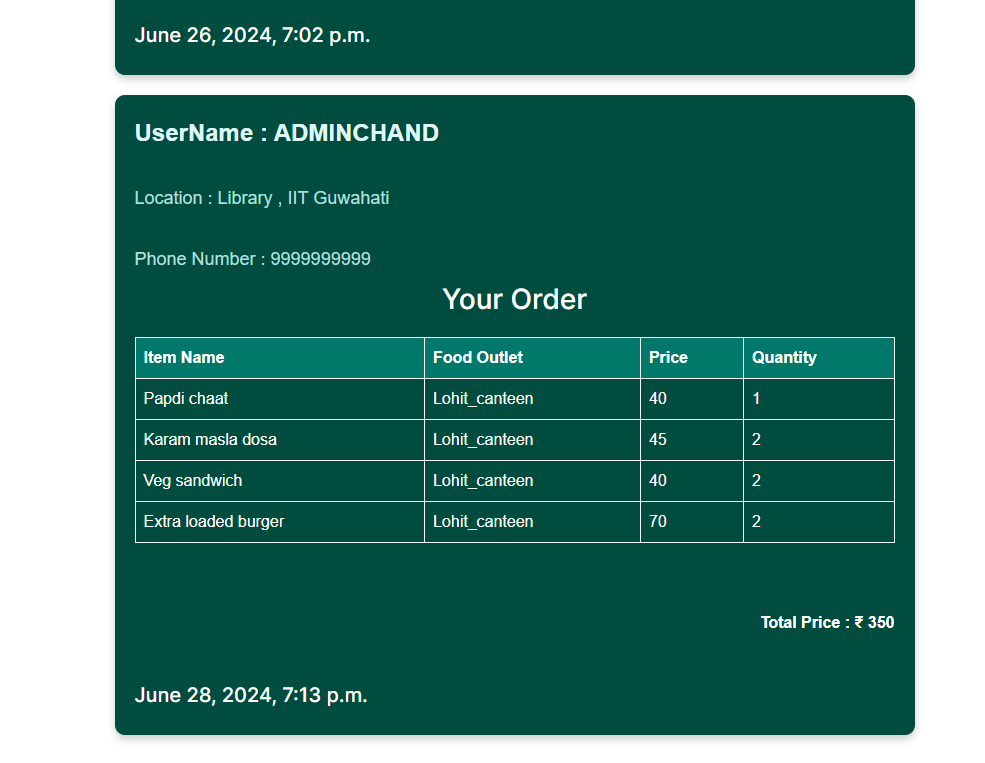 June 26, 2024, 7:02 p.m.
UserName : ADMINCHAND
Location : Library , IIT Guwahati
Phone Number : 9999999999
Your Order
Item Name Food Outlet Price Quantity
Papdi chaat Lohit_canteen 40 1
Karam masla dosa Lohit_canteen 45 2
Veg sandwich Lohit_canteen 40 2
Extra loaded burger Lohit_canteen 70 2
Total Price : ₹ 350
June 28, 2024, 7:13 p.m.